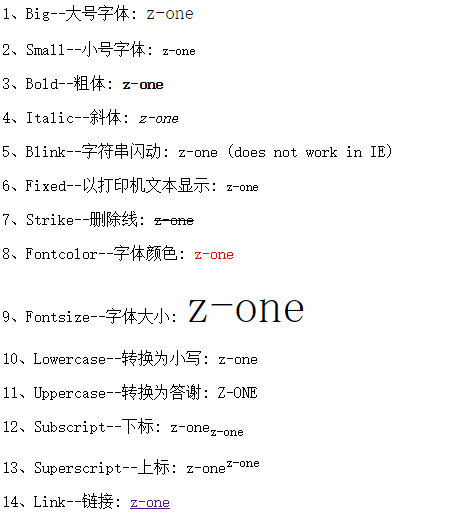 1、Big--大号字体: z-one
2、Small--小号字体: z-one
3、Bold--粗体: z-one
4、Italic--斜体: z-one
5、Blink--字符串闪动: z-one (does not work in IE)
6、Fixed--以打印机文本显示: z-one
7、Strike--删除线: z-one
8、Fontcolor--字体颜色: z-one
9、Fontsize--字体大小: z-one
10、Lowercase--转换为小写: z-one
11、Uppercase--转换为答谢: Z-ONE
12、Subscript--下标: z-onez-one
13、Superscript--上标: z-onez-one
14、Link--链接: z-one